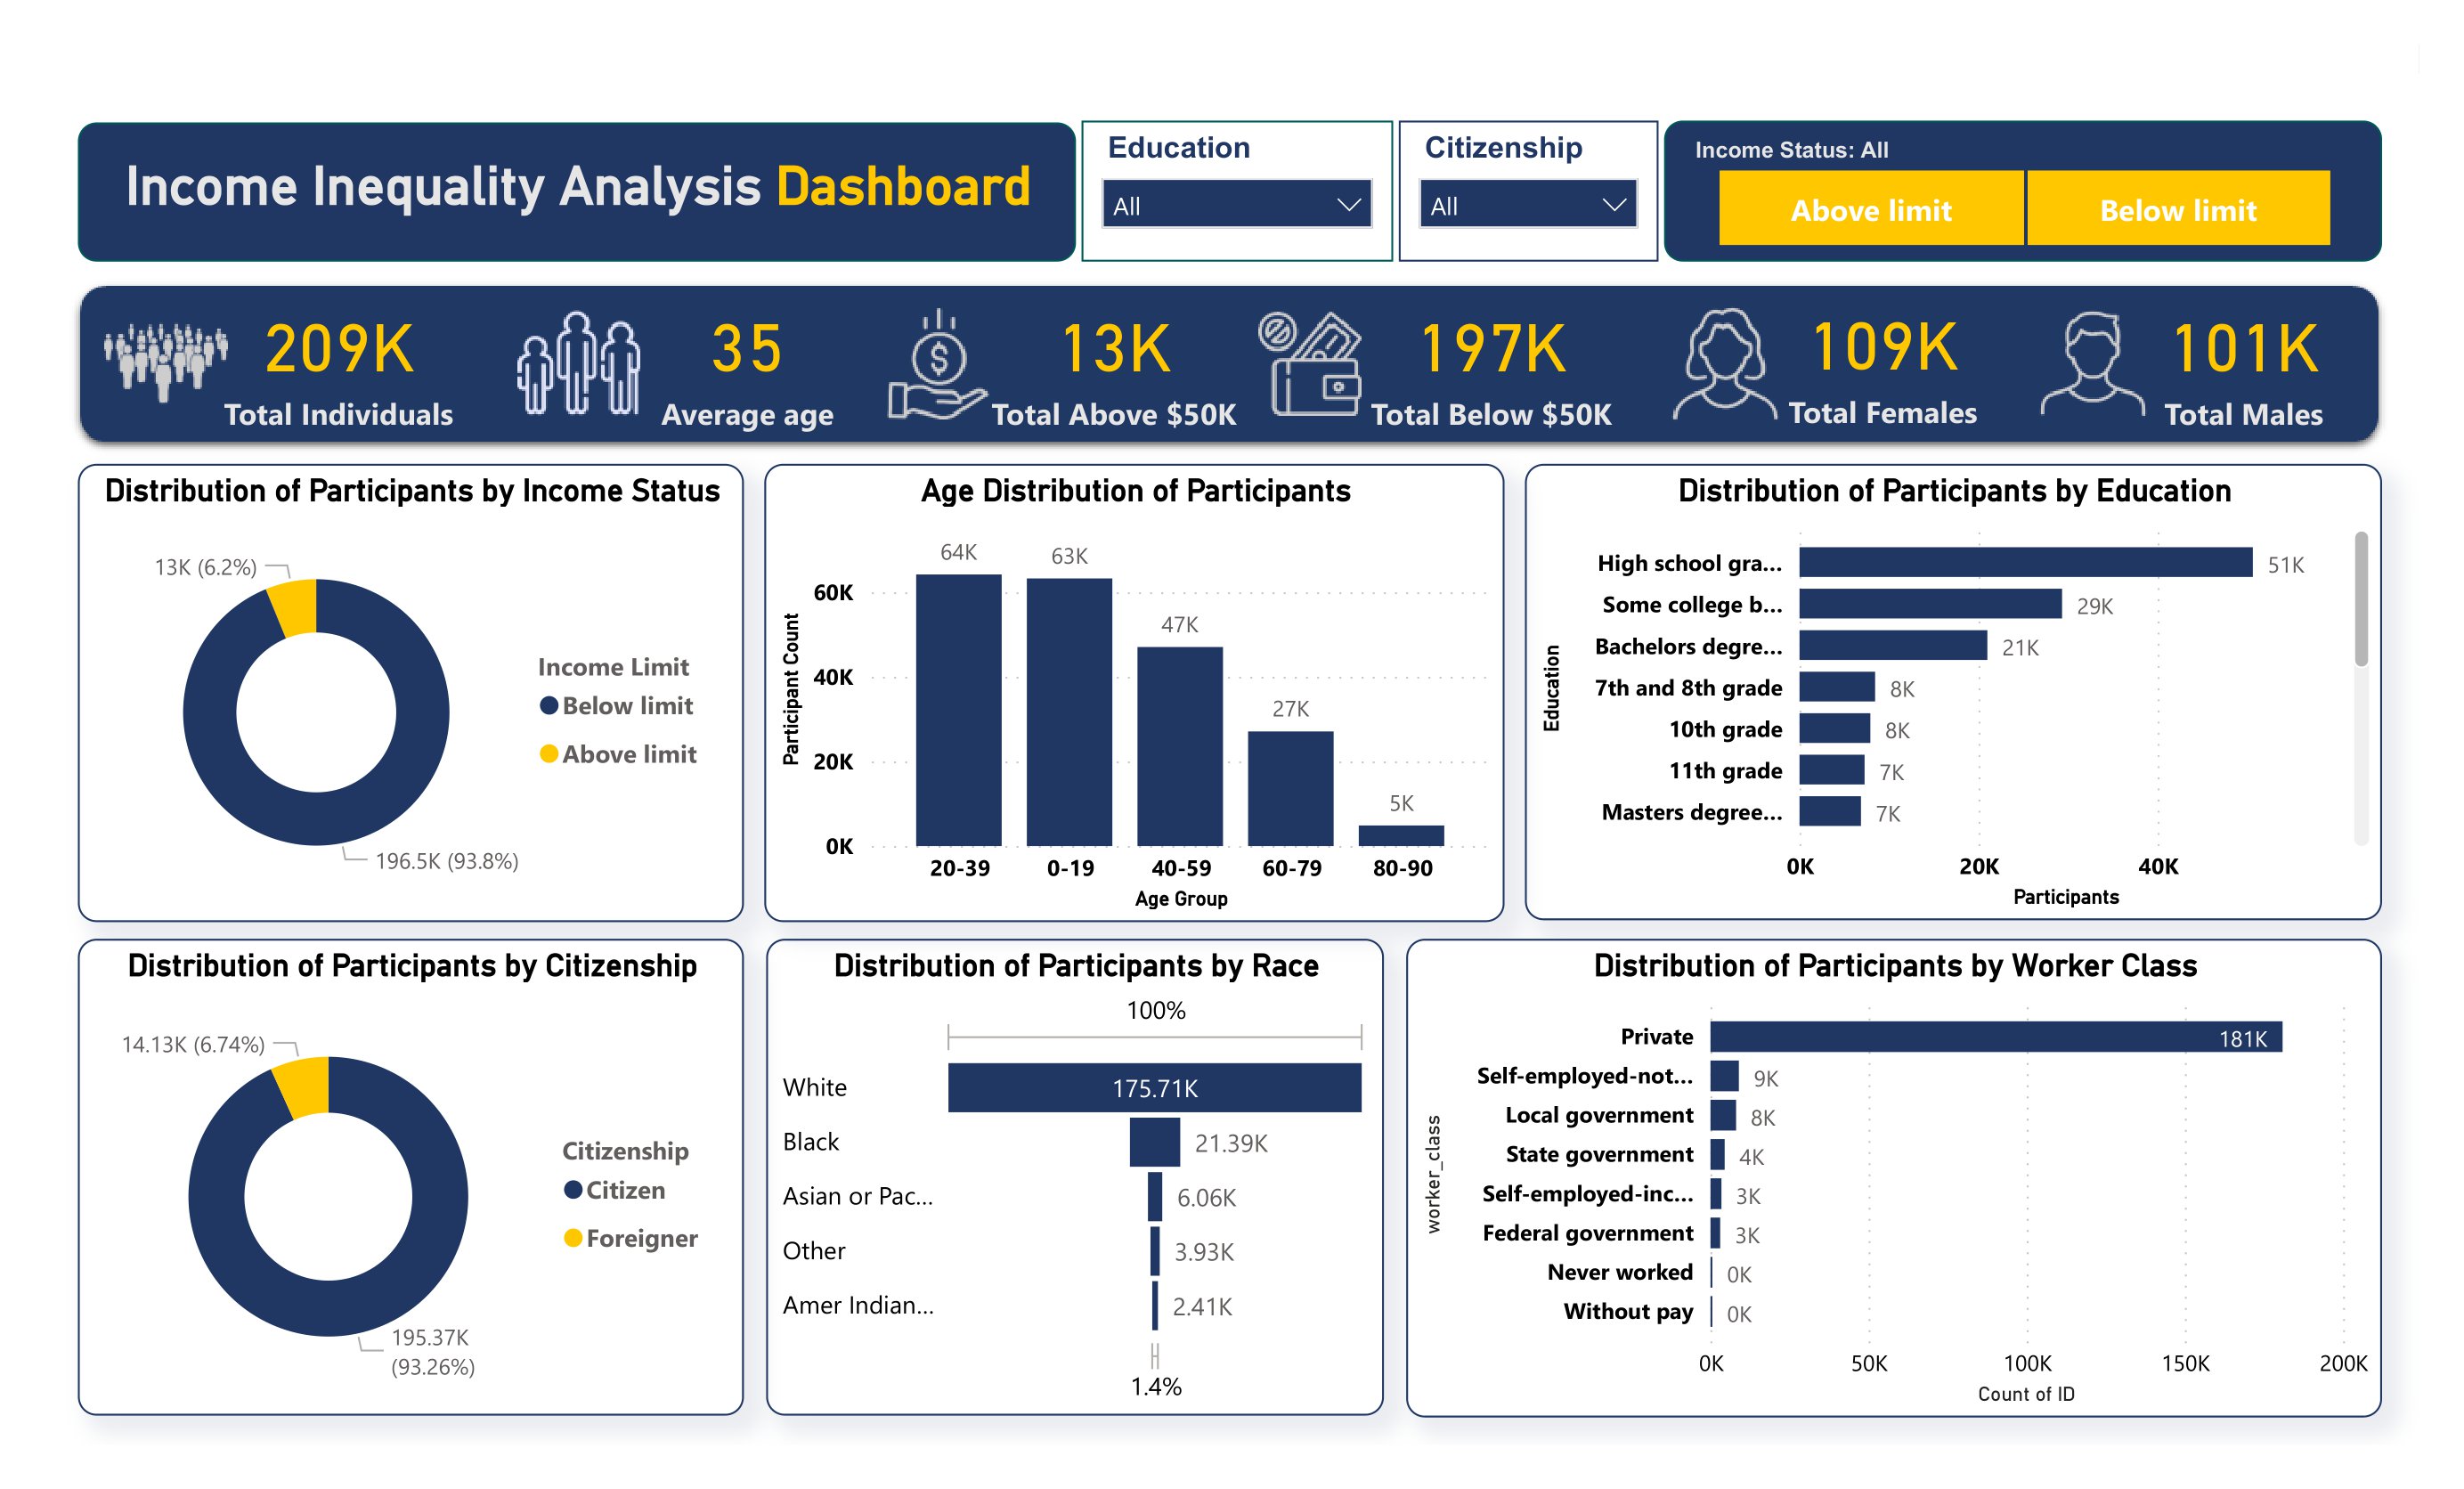 Income Inequality Analysis Dashboard
Education
All
Citizenship
All
Income Status: All
Above limit
Below limit
209K
Total Individuals
35
Average age
13K
Total Above $50K
197K
Total Below $50K
109K
Total Females
101K
Total Males
Distribution of Participants by Income Status
13K (6.2%)
196.5K (93.8%)
Income Limit
Below limit
Above limit
Age Distribution of Participants
Participant Count
60K
40K
20K
0K
64K
63K
47K
27K
5K
20-39
0-19
40-59
60-79
80-90
Age Group
Distribution of Participants by Education
Education
High school gra... 51K
Some college b... 29K
Bachelors degre... 21K
7th and 8th grade 8K
10th grade 8K
11th grade 7K
Masters degree... 7K
0K 20K 40K
Participants
Distribution of Participants by Citizenship
14.13K (6.74%)
195.37K
(93.26%)
Citizenship
Citizen
Foreigner
Distribution of Participants by Race
100%
White 175.71K
Black 21.39K
Asian or Pac... 6.06K
Other 3.93K
Amer Indian... 2.41K
1.4%
Distribution of Participants by Worker Class
worker_class
Private 181K
Self-employed-not... 9K
Local government 8K
State government 4K
Self-employed-inc... 3K
Federal government 3K
Never worked 0K
Without pay 0K
0K 50K 100K 150K 200K
Count of ID